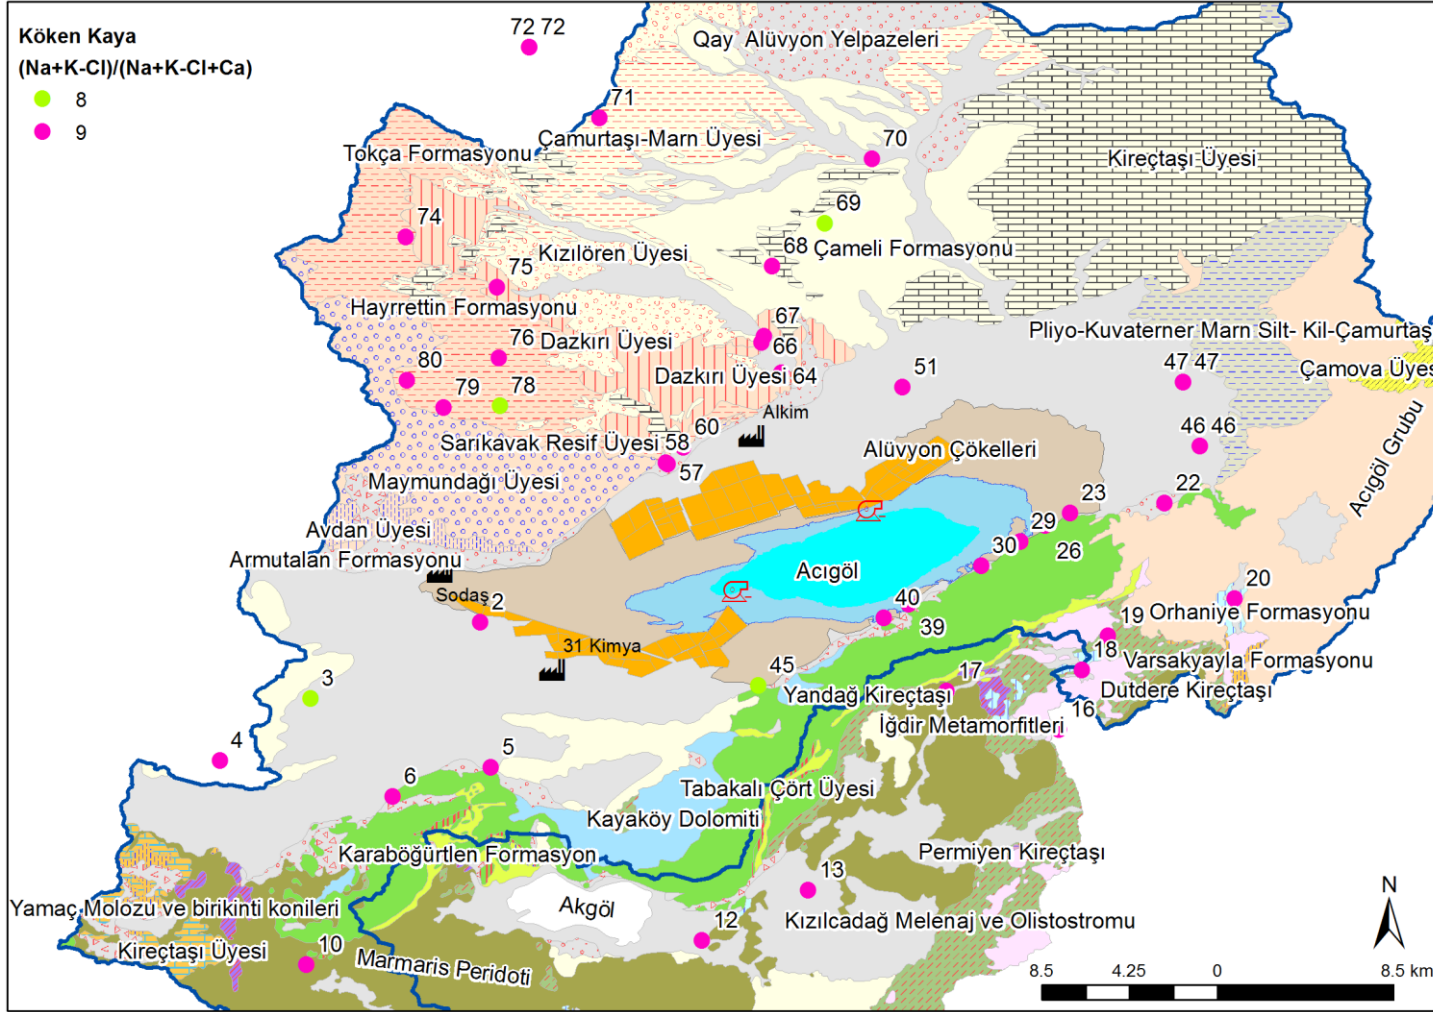 Köken Kaya
(Na+K-Cl)/(Na+K-Cl+Ca)
8
9
72 72
Qay Alüvyon Yelpazeleri
71
Çamurtaşı-Marn Üyesi
Tokça Formasyonu
70
Kireçtaşı Üyesi
69
74
68 Çameli Formasyonu
Kızılören Üyesi
75
Hayrrettin Formasyonu
67
Pliyo-Kuvaterner Marn Silt- Kil-Çamurtaş
76
Dazkırı Üyesi
66
Çamova Üyes
Dazkırı Üyesi 64
80
51
47 47
79
78
Alkim
60
Sarıkavak Resif Üyesi 58
57
46 46
Alüvyon Çökelleri
Acıgöl Grubu
Maymundağı Üyesi
23
22
Avdan Üyesi
29
26
Armutalan Formasyonu
30
Acıgöl
Sodaş
2
20
Orhaniye Formasyonu
40
39
19
31 Kimya
18
Varsakyayla Formasyonu
45
3
17
Dutdere Kireçtaşı
Yandağ Kireçtaşı
16
İğdir Metamorfitleri
4
5
6
Tabakalı Çört Üyesi
Kayaköy Dolomiti
Karaböğürtlen Formasyon
Permiyen Kireçtaşı
13
Akgöl
Yamaç Molozu ve birikinti konileri
Kızılcadağ Melenaj ve Olistostromu
12
Kireçtaşı Üyesi
10
Marmaris Peridoti
N
8.5 4.25 0 8.5 km